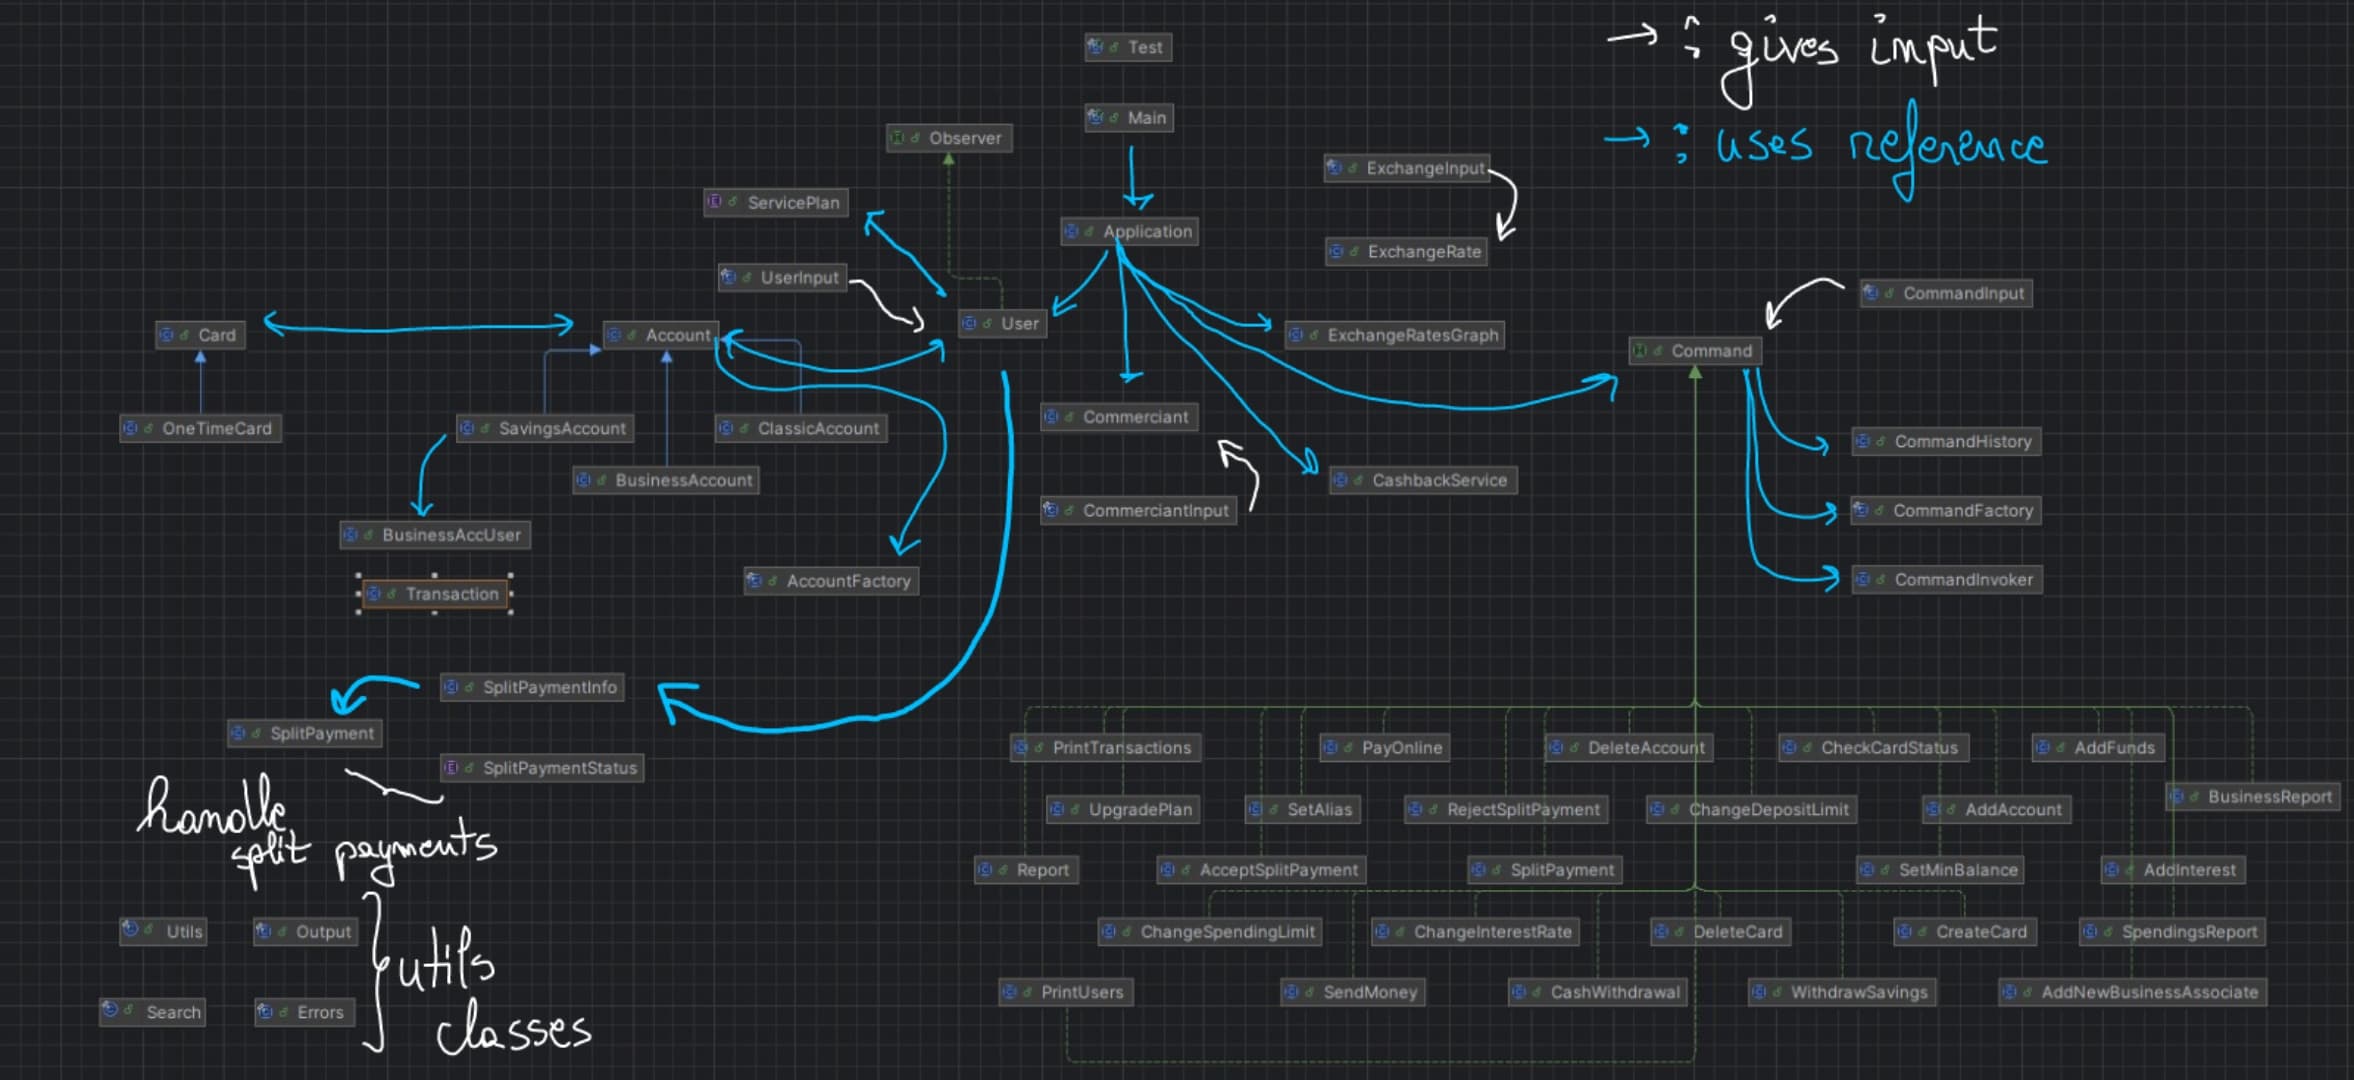 → : gives input
→ : uses reference
Test
Main
Observer
ExchangeInput
ServicePlan
Application
ExchangeRate
UserInput
CommandInput
User
Card
Account
ExchangeRatesGraph
Command
OneTimeCard
SavingsAccount
ClassicAccount
Commerciant
CommandHistory
BusinessAccount
CashbackService
CommerciantInput
CommandFactory
BusinessAccUser
AccountFactory
CommandInvoker
Transaction
SplitPaymentInfo
SplitPayment
SplitPaymentStatus
handle
split payments
PrintTransactions
PayOnline
DeleteAccount
CheckCardStatus
AddFunds
BusinessReport
UpgradePlan
SetAlias
RejectSplitPayment
ChangeDepositLimit
AddAccount
Report
AcceptSplitPayment
SplitPayment
SetMinBalance
AddInterest
Utils
Output
ChangeSpendingLimit
ChangeInterestRate
DeleteCard
CreateCard
SpendingsReport
utils
classes
Search
Errors
PrintUsers
SendMoney
CashWithdrawal
WithdrawSavings
AddNewBusinessAssociate